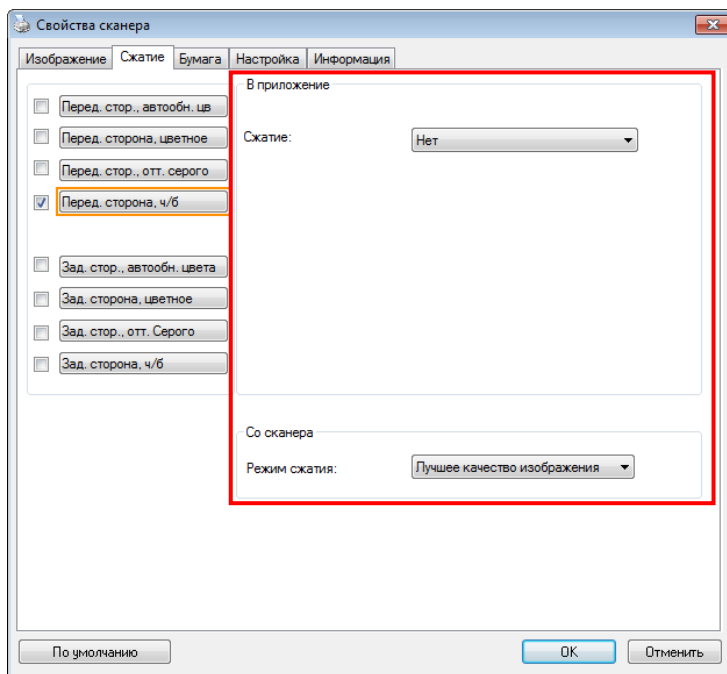 Свойства сканера
Изображение Сжатие Бумага Настройка Информация
Перед. стор., автообн. цв
Перед. сторона, цветное
Перед. стор., отт. серого
Перед. сторона, ч/б
Зад. стор., автообн. цвета
Зад. сторона, цветное
Зад. стор., отт. Серого
Зад. сторона, ч/б
В приложение
Сжатие: Нет
Со сканера
Режим сжатия: Лучшее качество изображения
По умолчанию OK Отменить